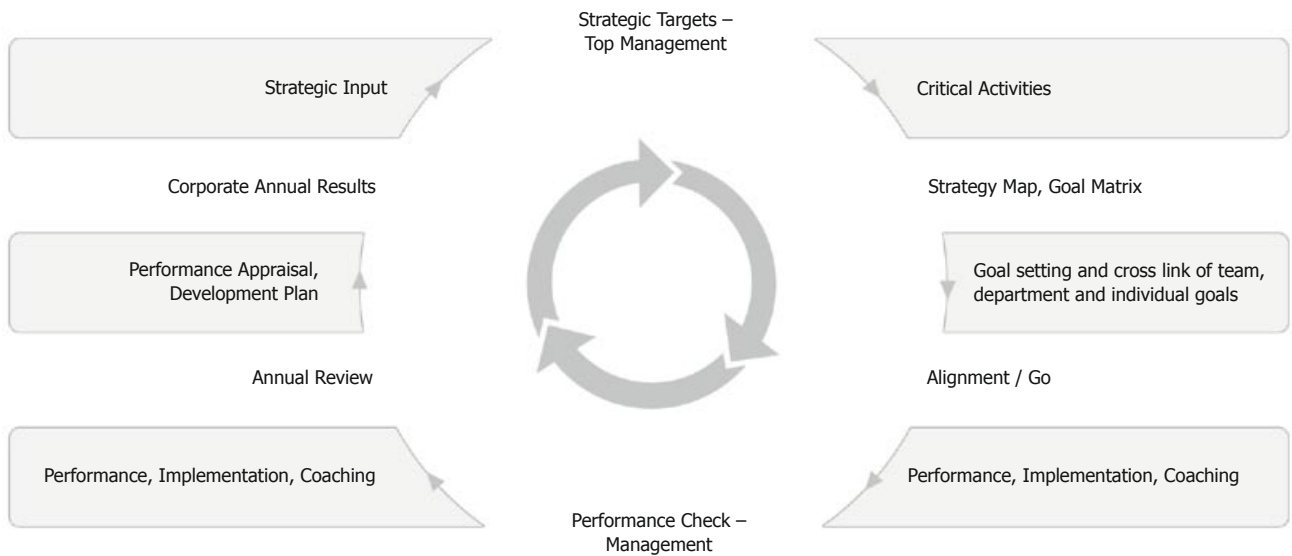 Strategic Targets –
Top Management
Strategic Input
Critical Activities
Corporate Annual Results
Strategy Map, Goal Matrix
Performance Appraisal,
Development Plan
Goal setting and cross link of team,
department and individual goals
Annual Review
Alignment / Go
Performance, Implementation, Coaching
Performance, Implementation, Coaching
Performance Check –
Management